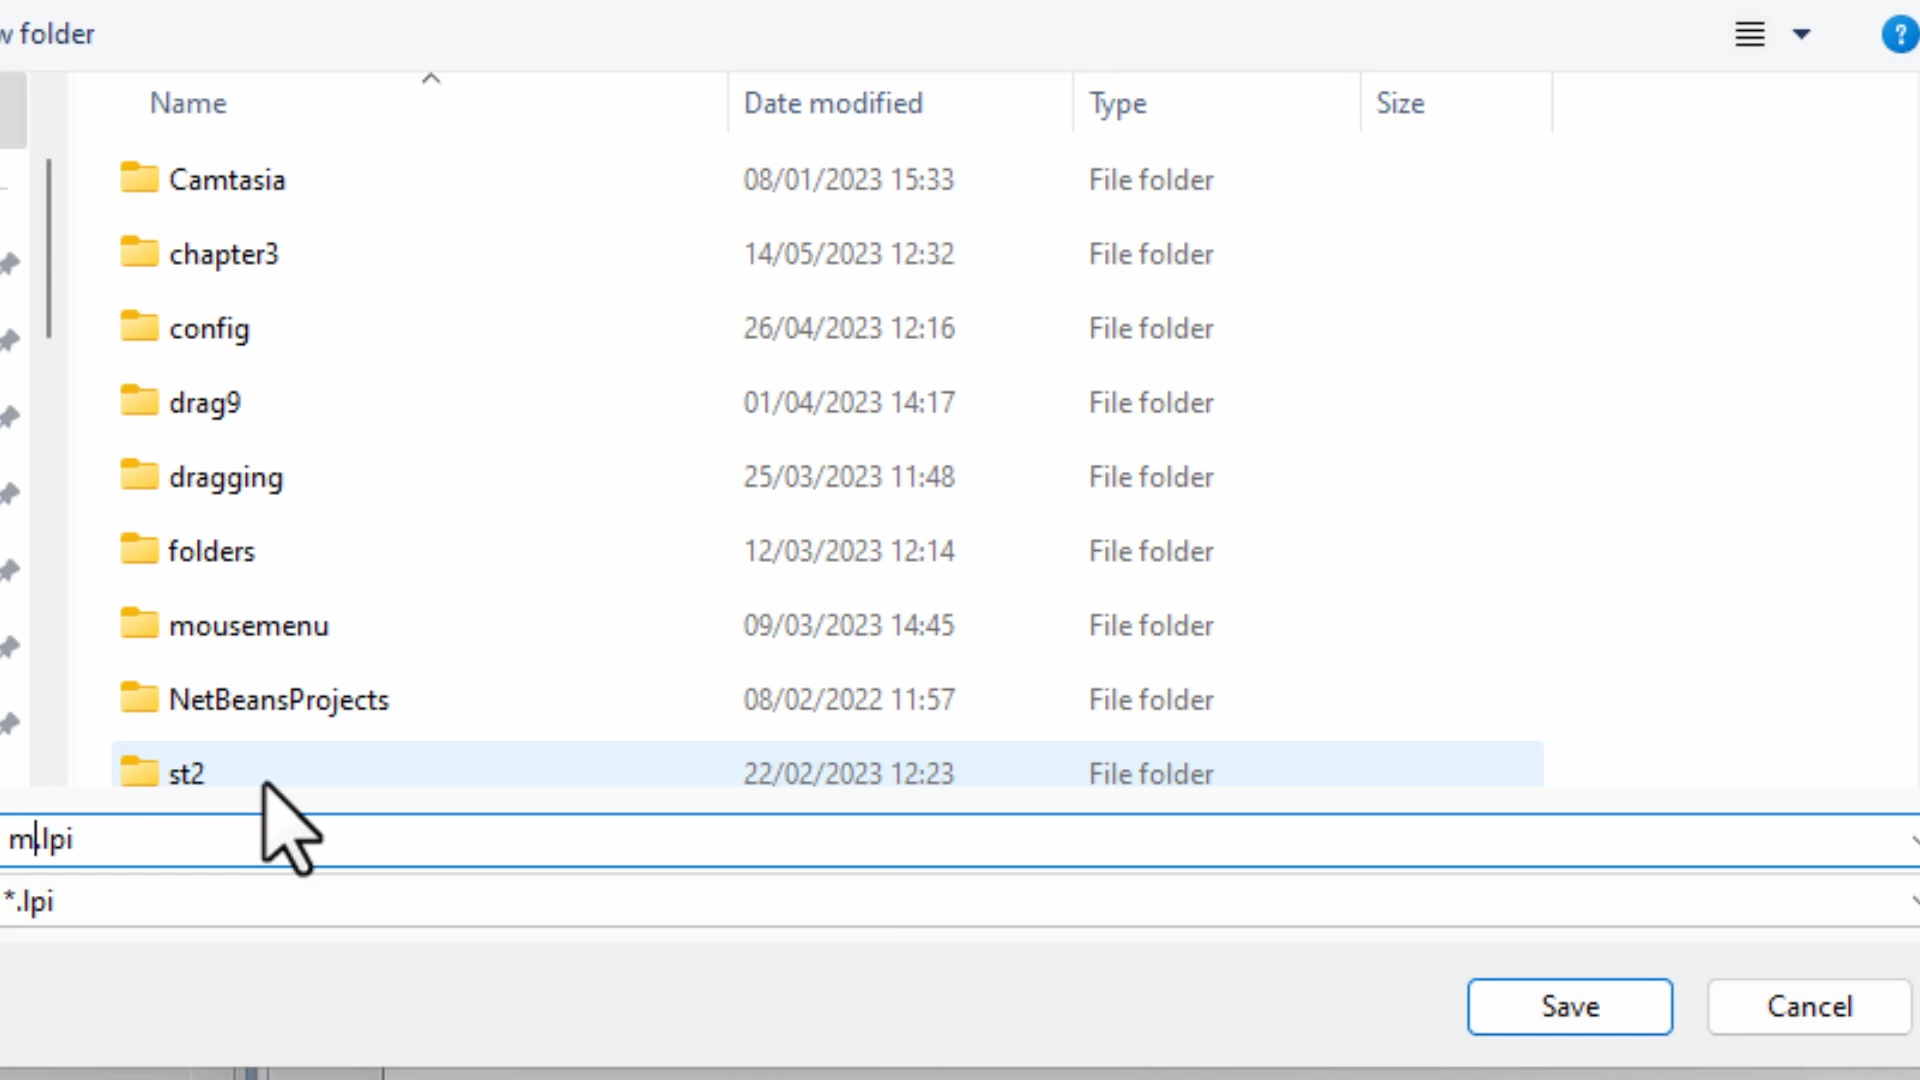 w folder
?
Name Date modified Type Size
Camtasia 08/01/2023 15:33 File folder
chapter3 14/05/2023 12:32 File folder
config 26/04/2023 12:16 File folder
drag9 01/04/2023 14:17 File folder
dragging 25/03/2023 11:48 File folder
folders 12/03/2023 12:14 File folder
mousemenu 09/03/2023 14:45 File folder
NetBeansProjects 08/02/2022 11:57 File folder
st2 22/02/2023 12:23 File folder
m.lpi
*.lpi
Save Cancel